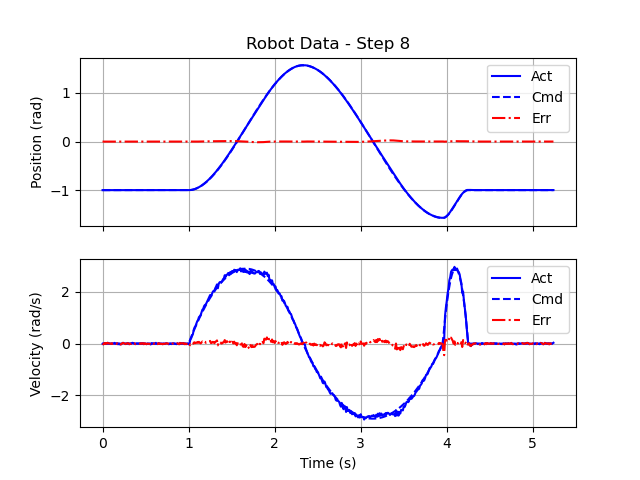 Robot Data - Step 8
Position (rad)
1
0
−1
Act
Cmd
Err
Velocity (rad/s)
2
0
−2
Act
Cmd
Err
0 1 2 3 4 5
Time (s)